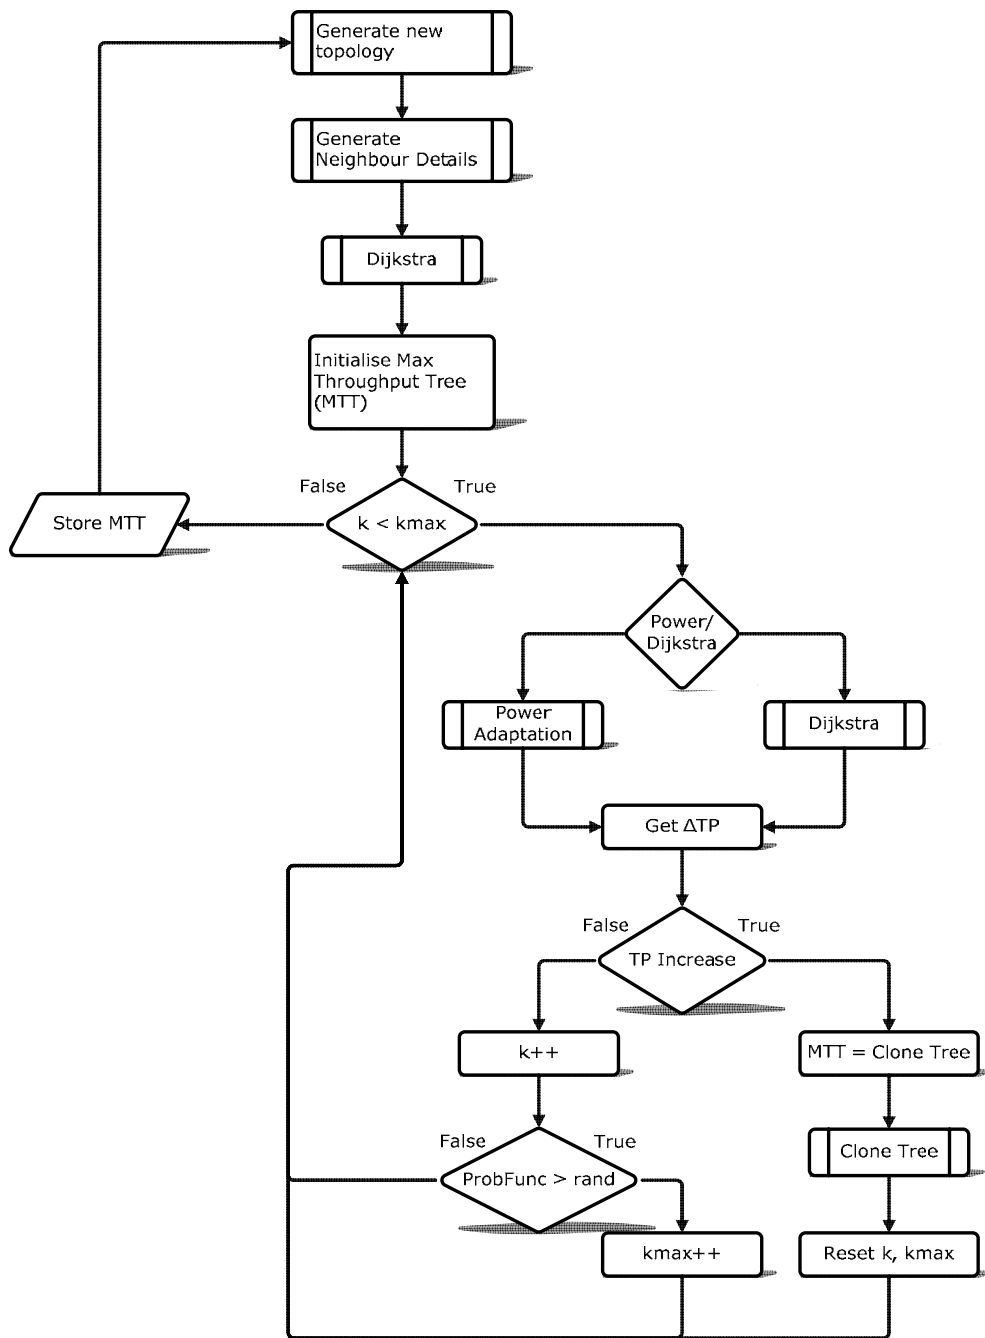 Generate new
topology
Generate
Neighbour Details
Dijkstra
Initialise Max
Throughput Tree
(MTT)
False
True
Store MTT
k < kmax
Power/
Dijkstra
Power
Adaptation
Dijkstra
Get ΔTP
False
True
TP Increase
k++
MTT = Clone Tree
False
True
Clone Tree
ProbFunc > rand
kmax++
Reset k, kmax